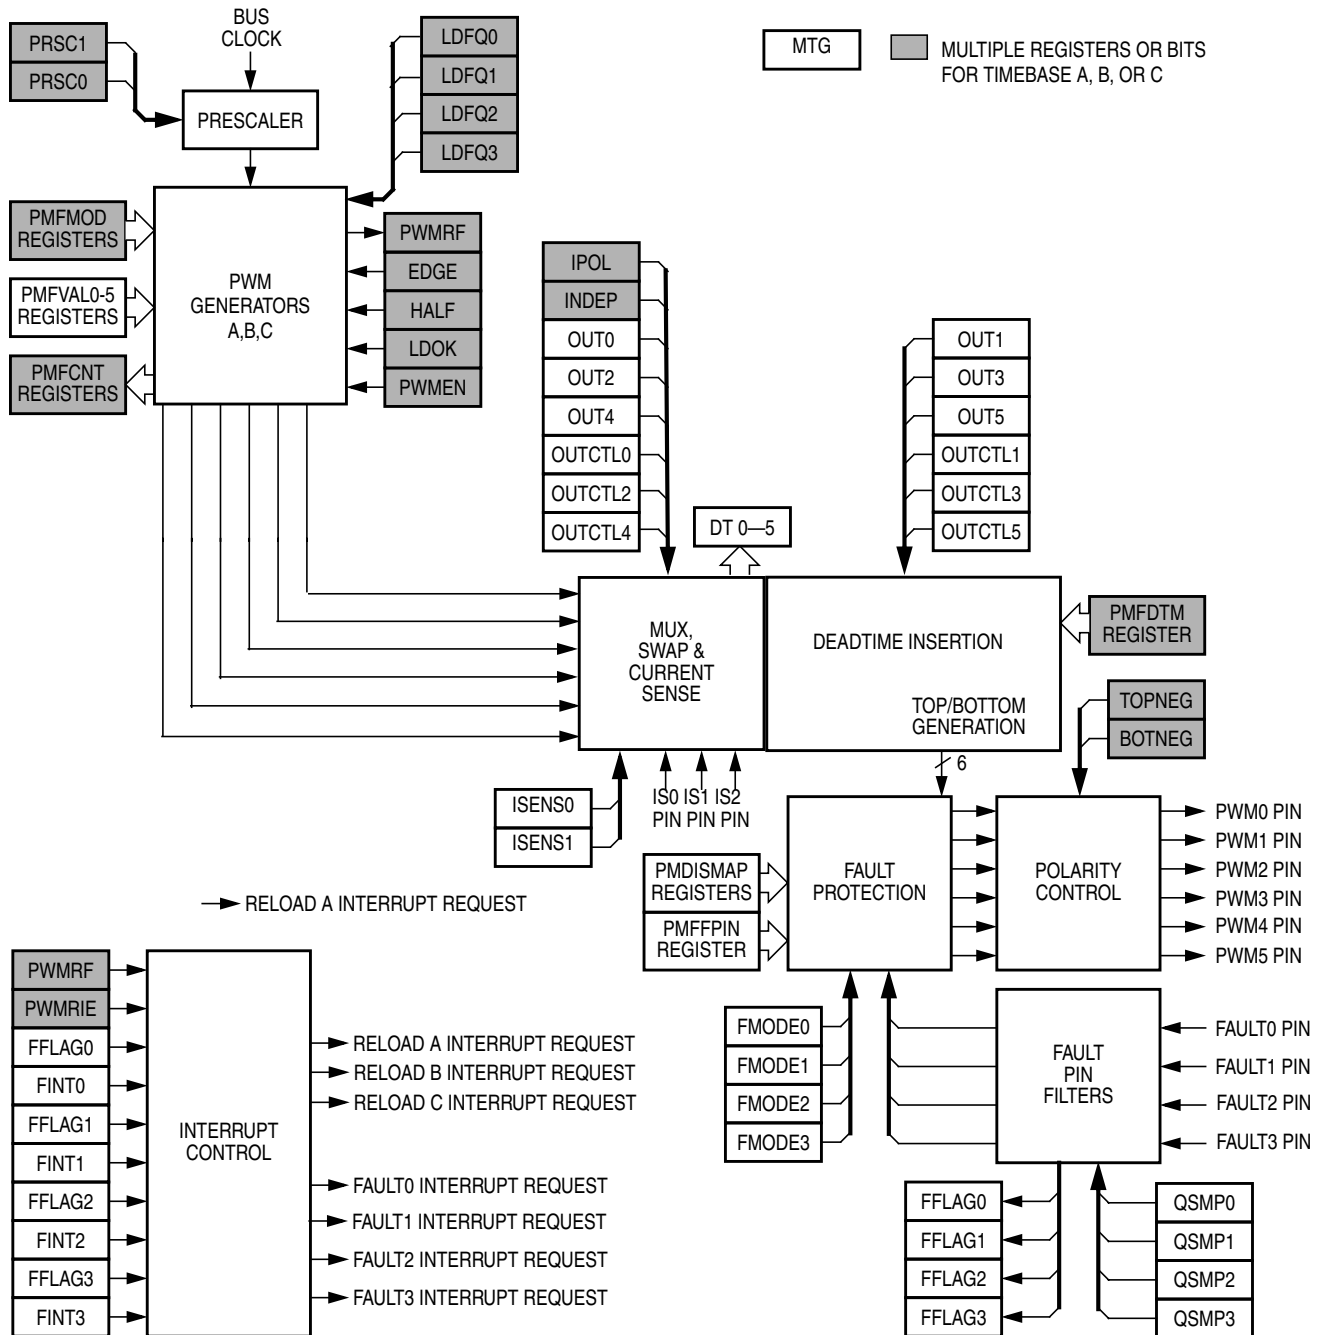 PRSC1
PRSC0
BUS
CLOCK
PRESCALER
LDFQ0
LDFQ1
LDFQ2
LDFQ3
MTG
MULTIPLE REGISTERS OR BITS
FOR TIMEBASE A, B, OR C
PMFMOD
REGISTERS
PMFVAL0-5
REGISTERS
PMFCNT
REGISTERS
PWM
GENERATORS
A,B,C
PWMRF
EDGE
HALF
LDOK
PWMEN
IPOL
INDEP
OUT0
OUT2
OUT4
OUTCTL0
OUTCTL2
OUTCTL4
DT 0—5
OUT1
OUT3
OUT5
OUTCTL1
OUTCTL3
OUTCTL5
MUX,
SWAP &
CURRENT
SENSE
DEADTIME INSERTION
TOP/BOTTOM
GENERATION
PMFDTM
REGISTER
TOPNEG
BOTNEG
6
ISENS0
ISENS1
IS0 IS1 IS2
PIN PIN PIN
PMDISMAP
REGISTERS
PMFFPIN
REGISTER
FAULT
PROTECTION
POLARITY
CONTROL
PWM0 PIN
PWM1 PIN
PWM2 PIN
PWM3 PIN
PWM4 PIN
PWM5 PIN
RELOAD A INTERRUPT REQUEST
PWMRF
PWMRIE
FFLAG0
FINT0
FFLAG1
FINT1
FFLAG2
FINT2
FFLAG3
FINT3
INTERRUPT
CONTROL
RELOAD A INTERRUPT REQUEST
RELOAD B INTERRUPT REQUEST
RELOAD C INTERRUPT REQUEST
FAULT0 INTERRUPT REQUEST
FAULT1 INTERRUPT REQUEST
FAULT2 INTERRUPT REQUEST
FAULT3 INTERRUPT REQUEST
FMODE0
FMODE1
FMODE2
FMODE3
FAULT
PIN
FILTERS
FAULT0 PIN
FAULT1 PIN
FAULT2 PIN
FAULT3 PIN
FFLAG0
FFLAG1
FFLAG2
FFLAG3
QSMP0
QSMP1
QSMP2
QSMP3